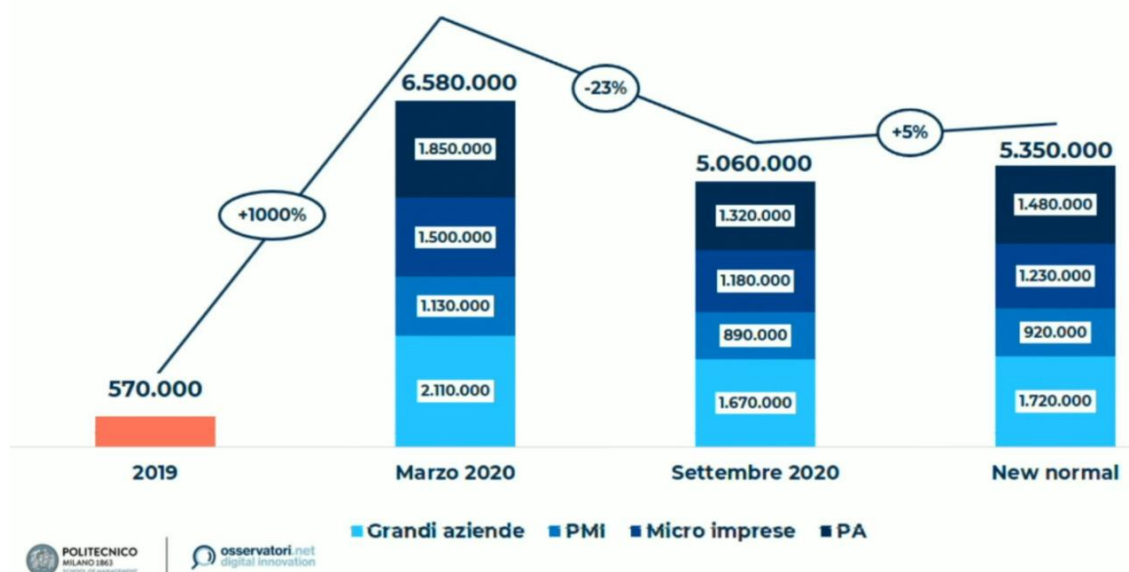 6.580.000
-23%
1.850.000
+5%
5.060.000
5.350.000
+1000%
1.320.000
1.480.000
1.500.000
1.180.000
1.230.000
1.130.000
890.000
920.000
570.000
2.110.000
1.670.000
1.720.000
2019
Marzo 2020
Settembre 2020
New normal
Grandi aziende
PMI
Micro imprese
PA
POLITECNICO
MILANO 1863
SCHOOL OF MANAGEMENT
osservatori.net
digital innovation